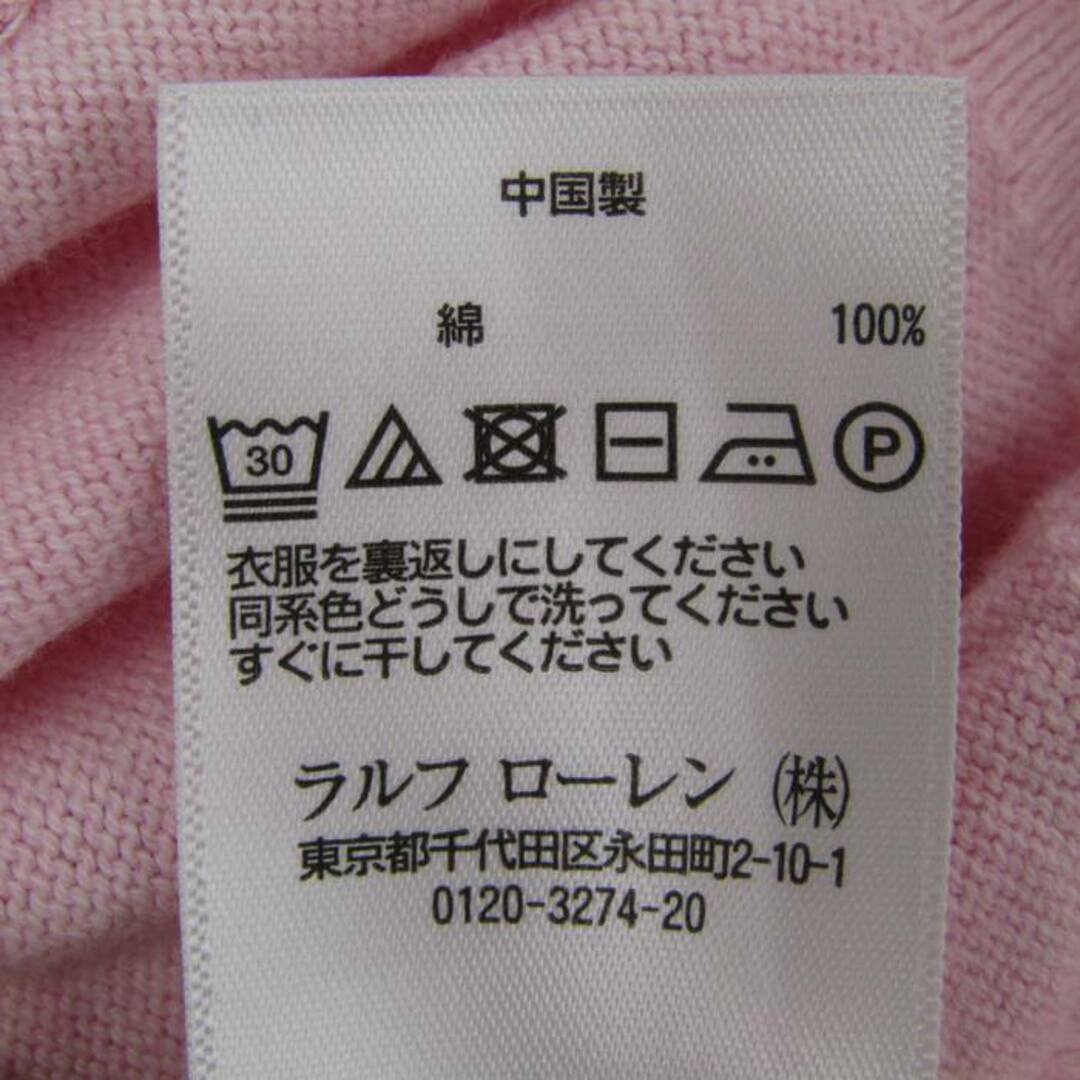 中国製
綿 100%
30 P
衣服を裏返しにしてください
同系色どうしで洗ってください
すぐに干してください
ラルフ ローレン (株)
東京都千代田区永田町2-10-1
0120-3274-20